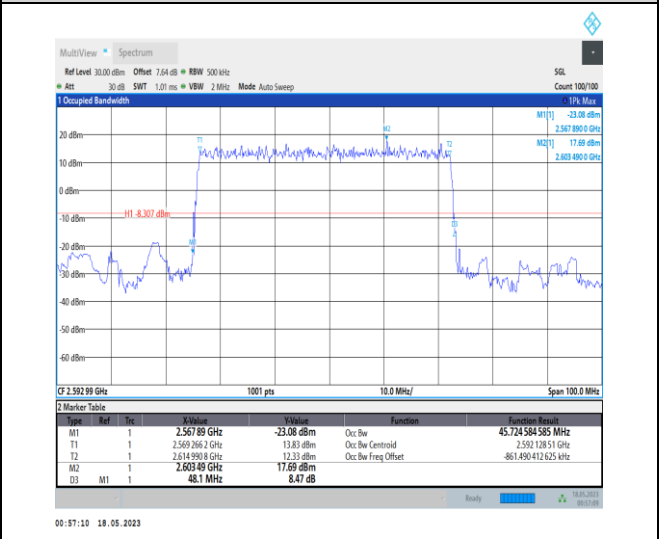 MultiView Spectrum
Ref Level 30.00 dBm Offset 7.64 dB RBW 500 kHz SGL
Att 30 dB SWT 1.01 ms VBW 2 MHz Mode Auto Sweep Count 100/100
1 Occupied Bandwidth 1Pk Max
M1[1] -23.08 dBm
2.567 890 0 GHz
M2[1] 17.69 dBm
2.603 490 0 GHz
M2
T1
T2
20 dBm
10 dBm
0 dBm
-10 dBm
H1 -8.307 dBm
D3
M1
-20 dBm
-30 dBm
-40 dBm
-50 dBm
-60 dBm
CF 2.592 99 GHz 1001 pts 10.0 MHz/ Span 100.0 MHz
2 Marker Table
Type Ref Trc X-Value Y-Value Function Function Result
M1 1 2.567 89 GHz -23.08 dBm Occ Bw 45.724 584 585 MHz
T1 1 2.569 266 2 GHz 13.83 dBm Occ Bw Centroid 2.592 128 51 GHz
T2 1 2.614 990 8 GHz 12.33 dBm Occ Bw Freq Offset -861.490 412 625 kHz
M2 1 2.603 49 GHz 17.69 dBm
D3 M1 1 48.1 MHz 8.47 dB
Ready 18.05.2023
00:57:09
00:57:10 18.05.2023